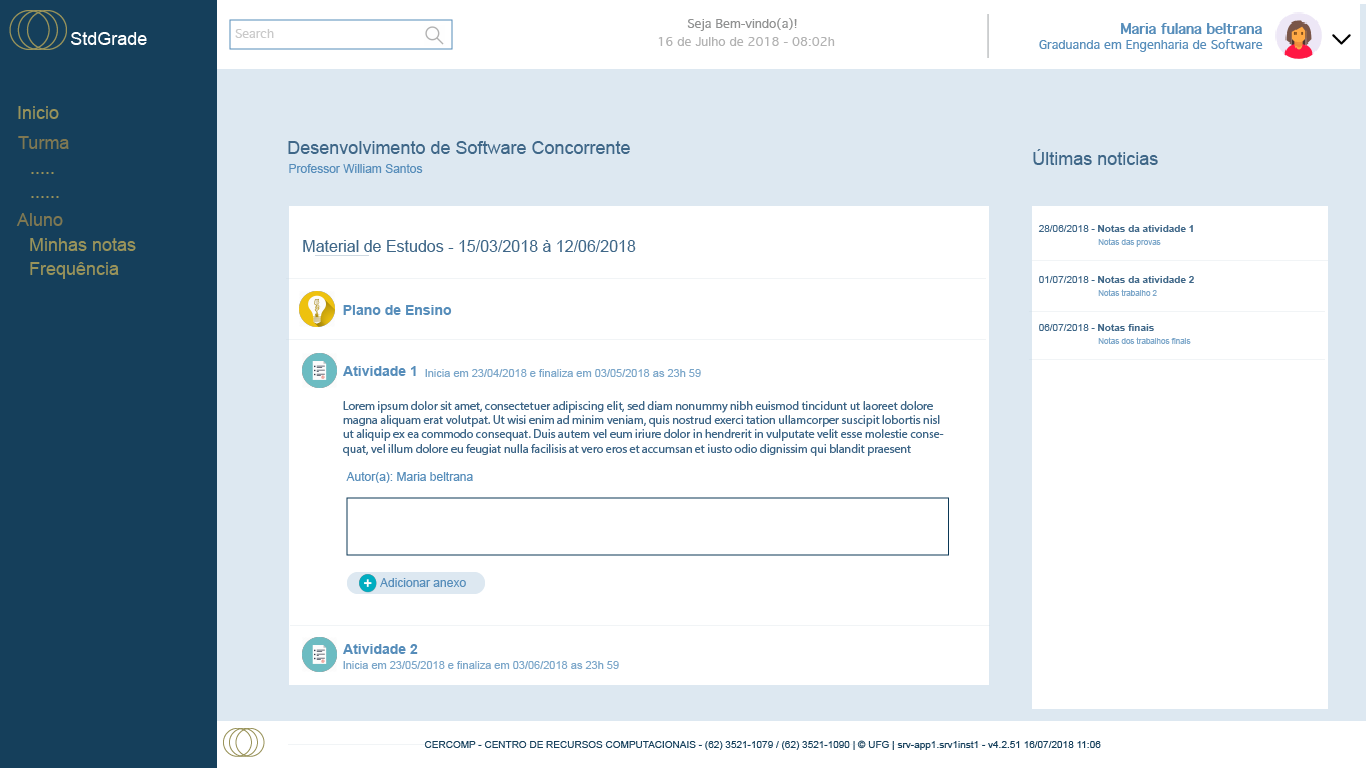 StdGrade
Search
Seja Bem-vindo(a)!
16 de Julho de 2018 - 08:02h
Maria fulana beltrana
Graduanda em Engenharia de Software
Inicio
Turma
.....
......
Aluno
Minhas notas
Frequência
Desenvolvimento de Software Concorrente
Professor William Santos
Material de Estudos - 15/03/2018 à 12/06/2018
Plano de Ensino
Atividade 1 Inicia em 23/04/2018 e finaliza em 03/05/2018 as 23h 59
Lorem ipsum dolor sit amet, consectetuer adipiscing elit, sed diam nonummy nibh euismod tincidunt ut laoreet dolore
magna aliquam erat volutpat. Ut wisi enim ad minim veniam, quis nostrud exerci tation ullamcorper suscipit lobortis nisl
ut aliquip ex ea commodo consequat. Duis autem vel eum iriure dolor in hendrerit in vulputate velit esse molestie conse-
quat, vel illum dolore eu feugiat nulla facilisis at vero eros et accumsan et iusto odio dignissim qui blandit praesent
Autor(a): Maria beltrana
Adicionar anexo
Atividade 2
Inicia em 23/05/2018 e finaliza em 03/06/2018 as 23h 59
Últimas noticias
28/06/2018 - Notas da atividade 1
Notas das provas
01/07/2018 - Notas da atividade 2
Notas trabalho 2
06/07/2018 - Notas finais
Notas dos trabalhos finais
CERCOMP - CENTRO DE RECURSOS COMPUTACIONAIS - (62) 3521-1079 / (62) 3521-1090 | © UFG | srv-app1.srv1inst1 - v4.2.51 16/07/2018 11:06